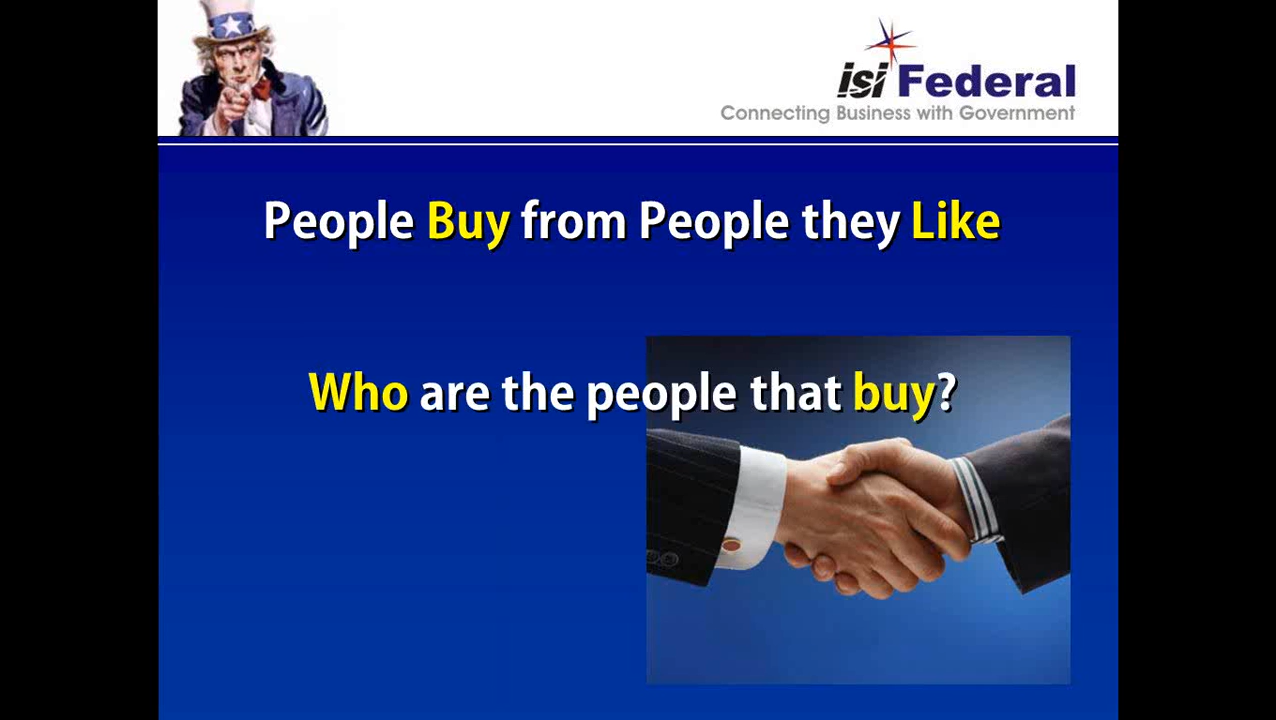 isi Federal
Connecting Business with Government
People Buy from People they Like
Who are the people that buy?